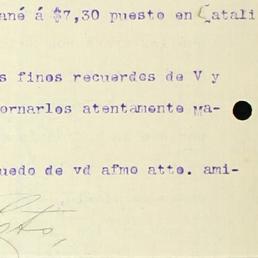 ané á $7,30 puesto en Catali
s finos recuerdos de V y
ornarlos atentamente Ma-
uedo de vd afmo atto. ami-